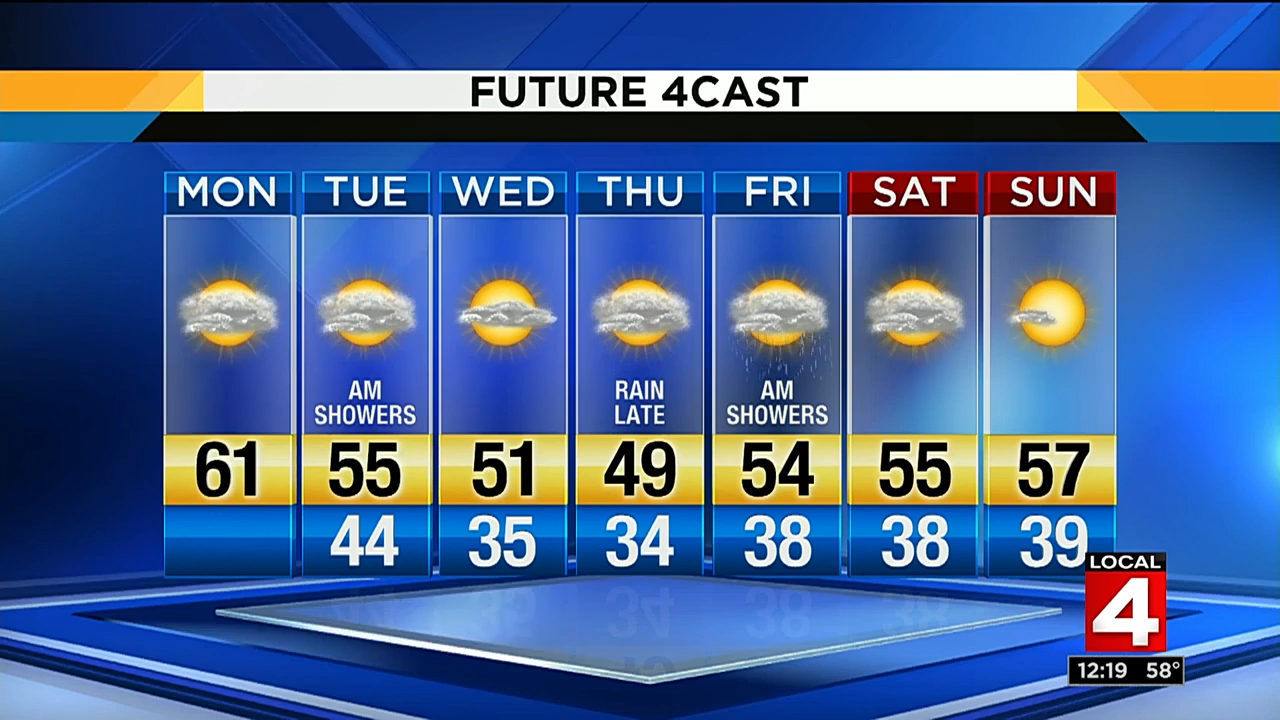 FUTURE 4CAST
MON TUE WED THU FRI SAT SUN
AM SHOWERS
RAIN LATE
AM SHOWERS
61 55 51 49 54 55 57
44 35 34 38 38 39
LOCAL
4
12:19 58°